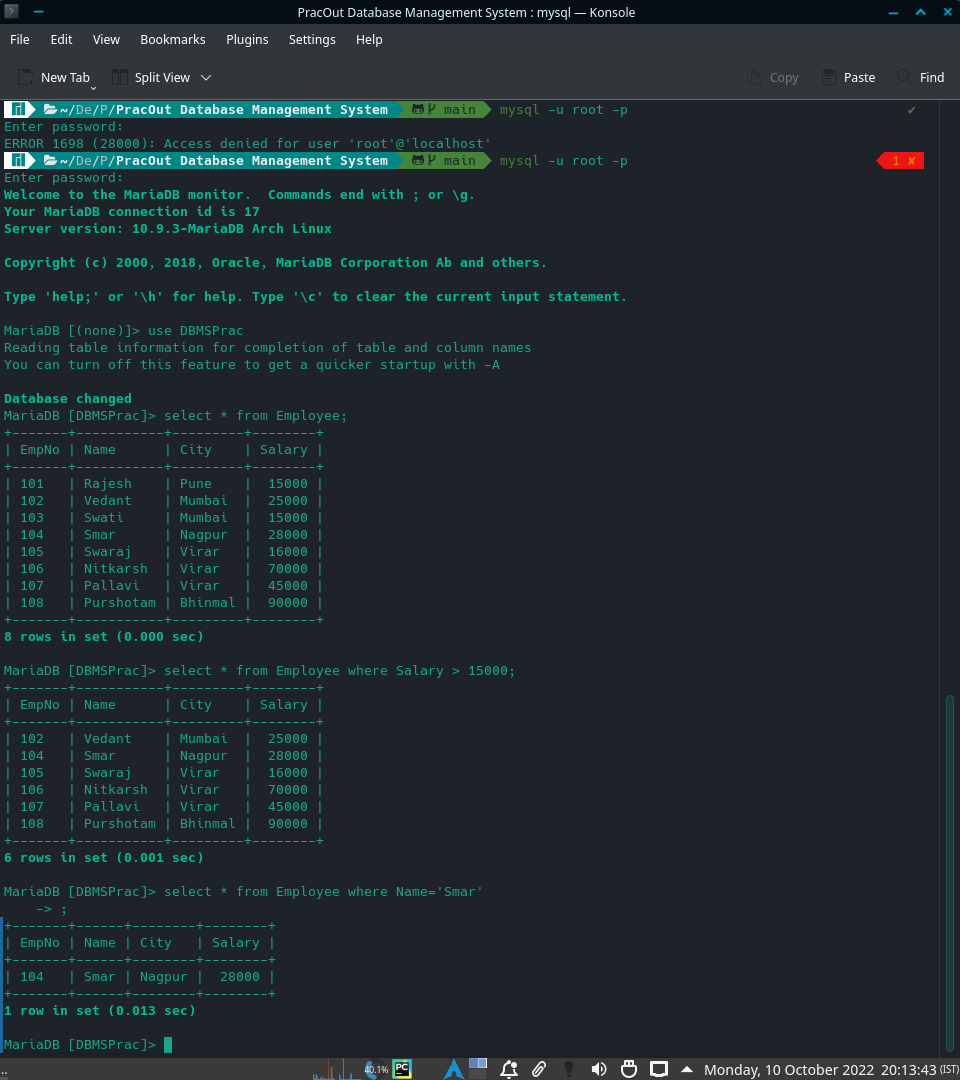 PracOut Database Management System : mysql — Konsole
File Edit View Bookmarks Plugins Settings Help
New Tab Split View Copy Paste Find
~/De/P/PracOut Database Management System main mysql -u root -p ✔
Enter password:
ERROR 1698 (28000): Access denied for user 'root'@'localhost'
~/De/P/PracOut Database Management System main mysql -u root -p 1 ✘
Enter password:
Welcome to the MariaDB monitor.  Commands end with ; or \g.
Your MariaDB connection id is 17
Server version: 10.9.3-MariaDB Arch Linux
Copyright (c) 2000, 2018, Oracle, MariaDB Corporation Ab and others.
Type 'help;' or '\h' for help. Type '\c' to clear the current input statement.
MariaDB [(none)]> use DBMSPrac
Reading table information for completion of table and column names
You can turn off this feature to get a quicker startup with -A
Database changed
MariaDB [DBMSPrac]> select * from Employee;
+-------+-----------+---------+--------+
| EmpNo | Name      | City    | Salary |
+-------+-----------+---------+--------+
| 101   | Rajesh    | Pune    |  15000 |
| 102   | Vedant    | Mumbai  |  25000 |
| 103   | Swati     | Mumbai  |  15000 |
| 104   | Smar      | Nagpur  |  28000 |
| 105   | Swaraj    | Virar   |  16000 |
| 106   | Nitkarsh  | Virar   |  70000 |
| 107   | Pallavi   | Virar   |  45000 |
| 108   | Purshotam | Bhinmal |  90000 |
+-------+-----------+---------+--------+
8 rows in set (0.000 sec)
MariaDB [DBMSPrac]> select * from Employee where Salary > 15000;
+-------+-----------+---------+--------+
| EmpNo | Name      | City    | Salary |
+-------+-----------+---------+--------+
| 102   | Vedant    | Mumbai  |  25000 |
| 104   | Smar      | Nagpur  |  28000 |
| 105   | Swaraj    | Virar   |  16000 |
| 106   | Nitkarsh  | Virar   |  70000 |
| 107   | Pallavi   | Virar   |  45000 |
| 108   | Purshotam | Bhinmal |  90000 |
+-------+-----------+---------+--------+
6 rows in set (0.001 sec)
MariaDB [DBMSPrac]> select * from Employee where Name='Smar'
    -> ;
+-------+------+--------+--------+
| EmpNo | Name | City   | Salary |
+-------+------+--------+--------+
| 104   | Smar | Nagpur |  28000 |
+-------+------+--------+--------+
1 row in set (0.013 sec)
MariaDB [DBMSPrac]>
.. 40.1% PC Monday, 10 October 2022 20:13:43 (IST)